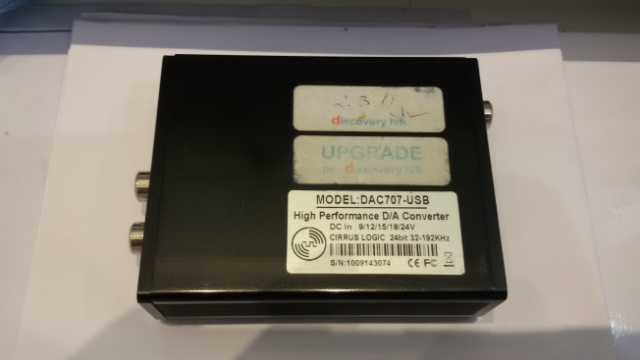 discovery hifi
UPGRADE
by discovery hifi
MODEL:DAC707-USB
High Performance D/A Converter
DC in 9/12/15/18/24V
CIRRUS LOGIC 24bit 32-192KHz
S/N:1009143074 CE FC